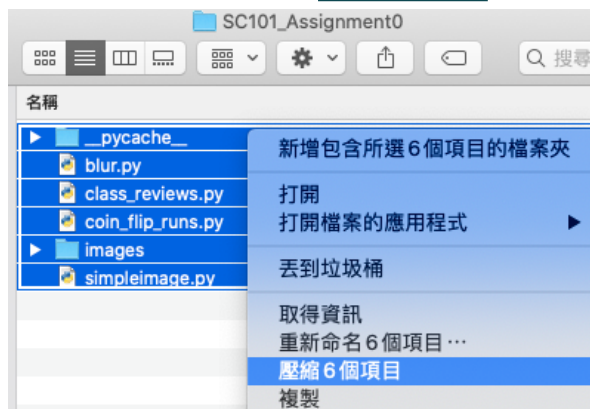 SC101_Assignment0
搜尋
名稱
__pycache__
blur.py
class_reviews.py
coin_flip_runs.py
images
simpleimage.py
新增包含所選6個項目的檔案夾
打開
打開檔案的應用程式
丟到垃圾桶
取得資訊
重新命名6個項目⋯
壓縮6個項目
複製